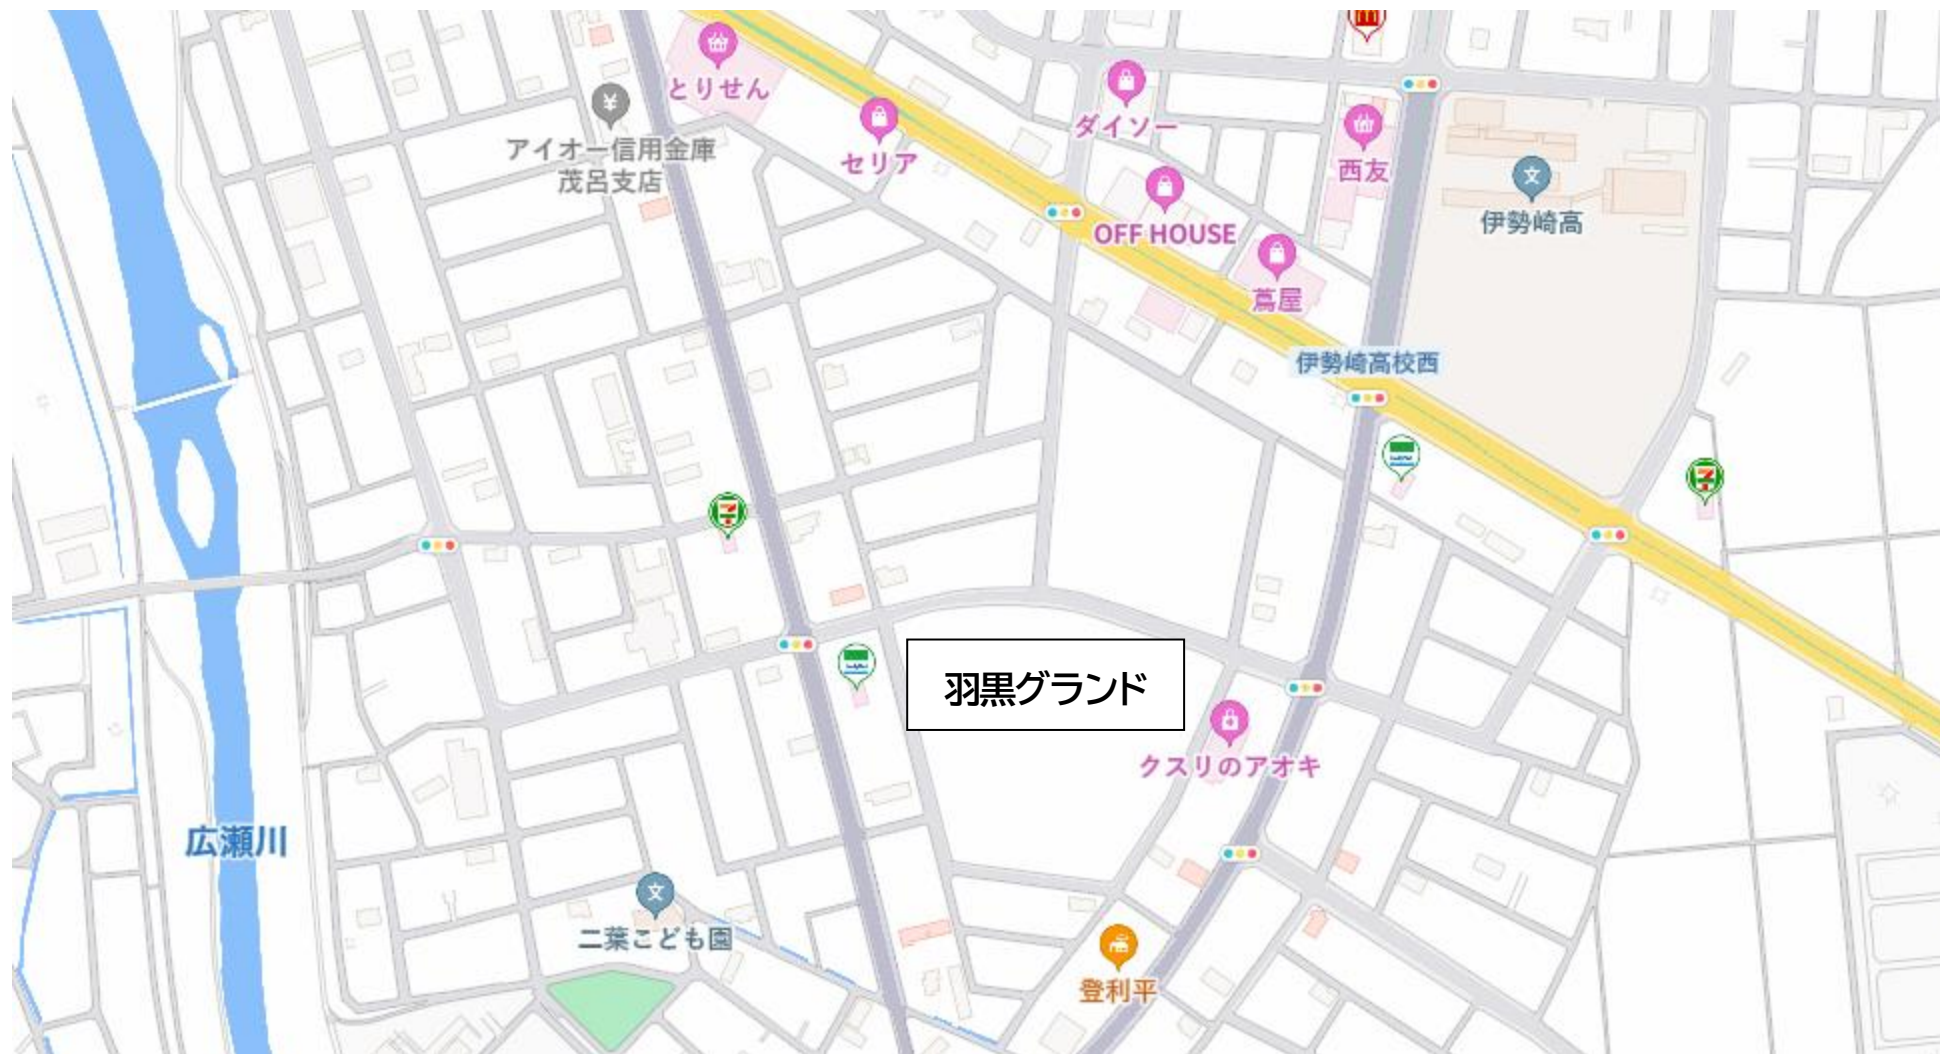 とりせん
アイオー信用金庫
茂呂支店
セリア
ダイソー
西友
OFF HOUSE
蔦屋
文
伊勢崎高
伊勢崎高校西
羽黒グランド
クスリのアオキ
広瀬川
文
二葉こども園
登利平